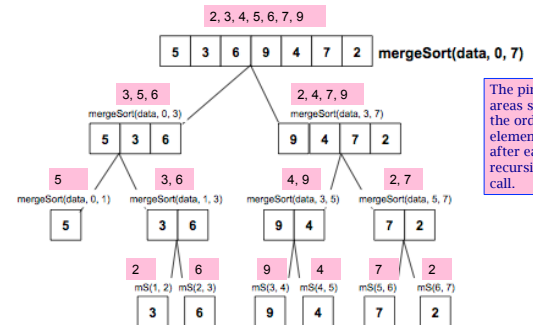 2, 3, 4, 5, 6, 7, 9
5 3 6 9 4 7 2 mergeSort(data, 0, 7)
3, 5, 6 2, 4, 7, 9
mergeSort(data, 0, 3) mergeSort(data, 3, 7)
5 3 6 9 4 7 2
The
areas
the
after
call.
5 3, 6 4, 9 2, 7
mergeSort(data, 0, 1) mergeSort(data, 1, 3) mergeSort(data, 3, 5) mergeSort(data, 5, 7)
5 3 6 9 4 7 2
2 6 9 4 7 2
mS(1, 2) mS(2, 3) mS(3, 4) mS(4, 5) mS(5, 6) mS(6, 7)
3 6 9 4 7 2